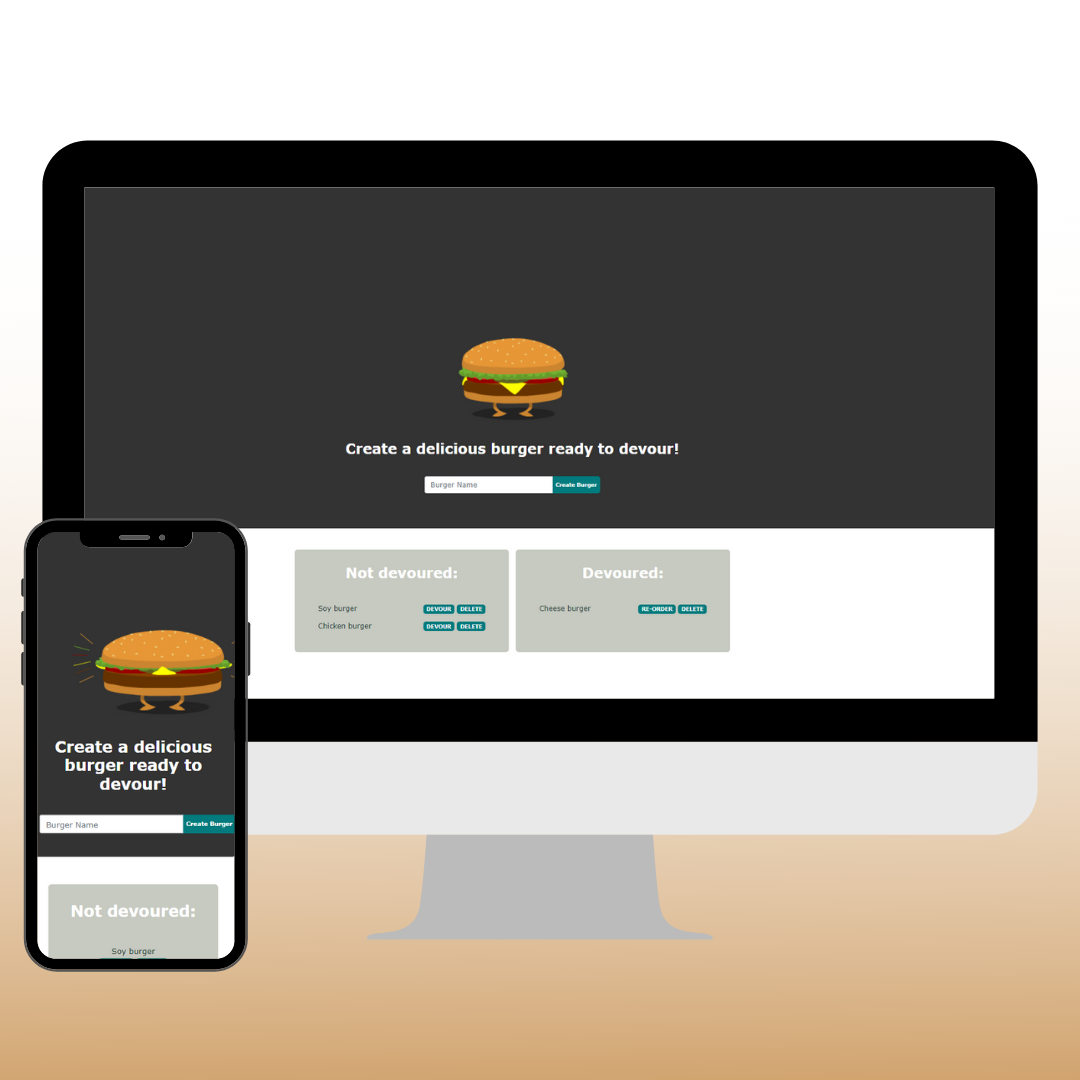 Create a delicious burger ready to devour!
Burger Name Create Burger
Not devoured:
Soy burger DEVOUR DELETE
Chicken burger DEVOUR DELETE
Devoured:
Cheese burger RE-ORDER DELETE
Create a delicious
burger ready to
devour!
Burger Name Create Burger
Not devoured:
Soy burger